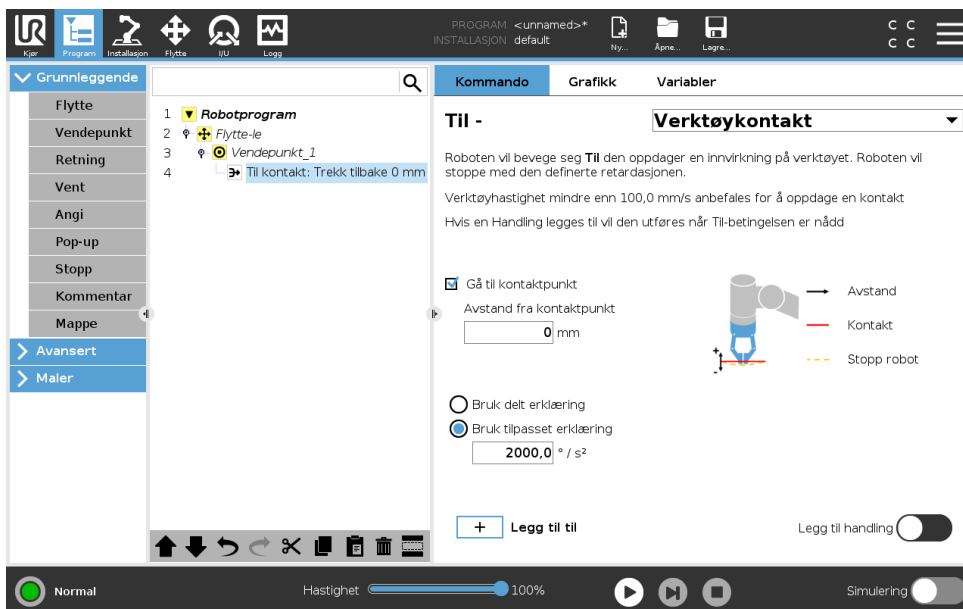 PROGRAM <unnamed>*
INSTALLASJON default
UR
Kjør
Program
Installasjon
Flytte
I/U
Logg
Ny...
Åpne...
Lagre...
C C
C C
Grunnleggende
Flytte
Vendepunkt
Retning
Vent
Angi
Pop-up
Stopp
Kommentar
Mappe
Avansert
Maler
1 Robotprogram
2 Flytte-le
3 Vendepunkt_1
4 Til kontakt: Trekk tilbake 0 mm
Kommando Grafikk Variabler
Til - Verktøykontakt
Roboten vil bevege seg Til den oppdager en innvirkning på verktøyet. Roboten vil
stoppe med den definerte retardasjonen.
Verktøyhastighet mindre enn 100,0 mm/s anbefales for å oppdage en kontakt
Hvis en Handling legges til vil den utføres når Til-betingelsen er nådd
Gå til kontaktpunkt
Avstand fra kontaktpunkt
0 mm
+
-
Avstand
Kontakt
Stopp robot
Bruk delt erklæring
Bruk tilpasset erklæring
2000,0 ° / s²
+ Legg til til
Legg til handling
Normal
Hastighet 100%
Simulering